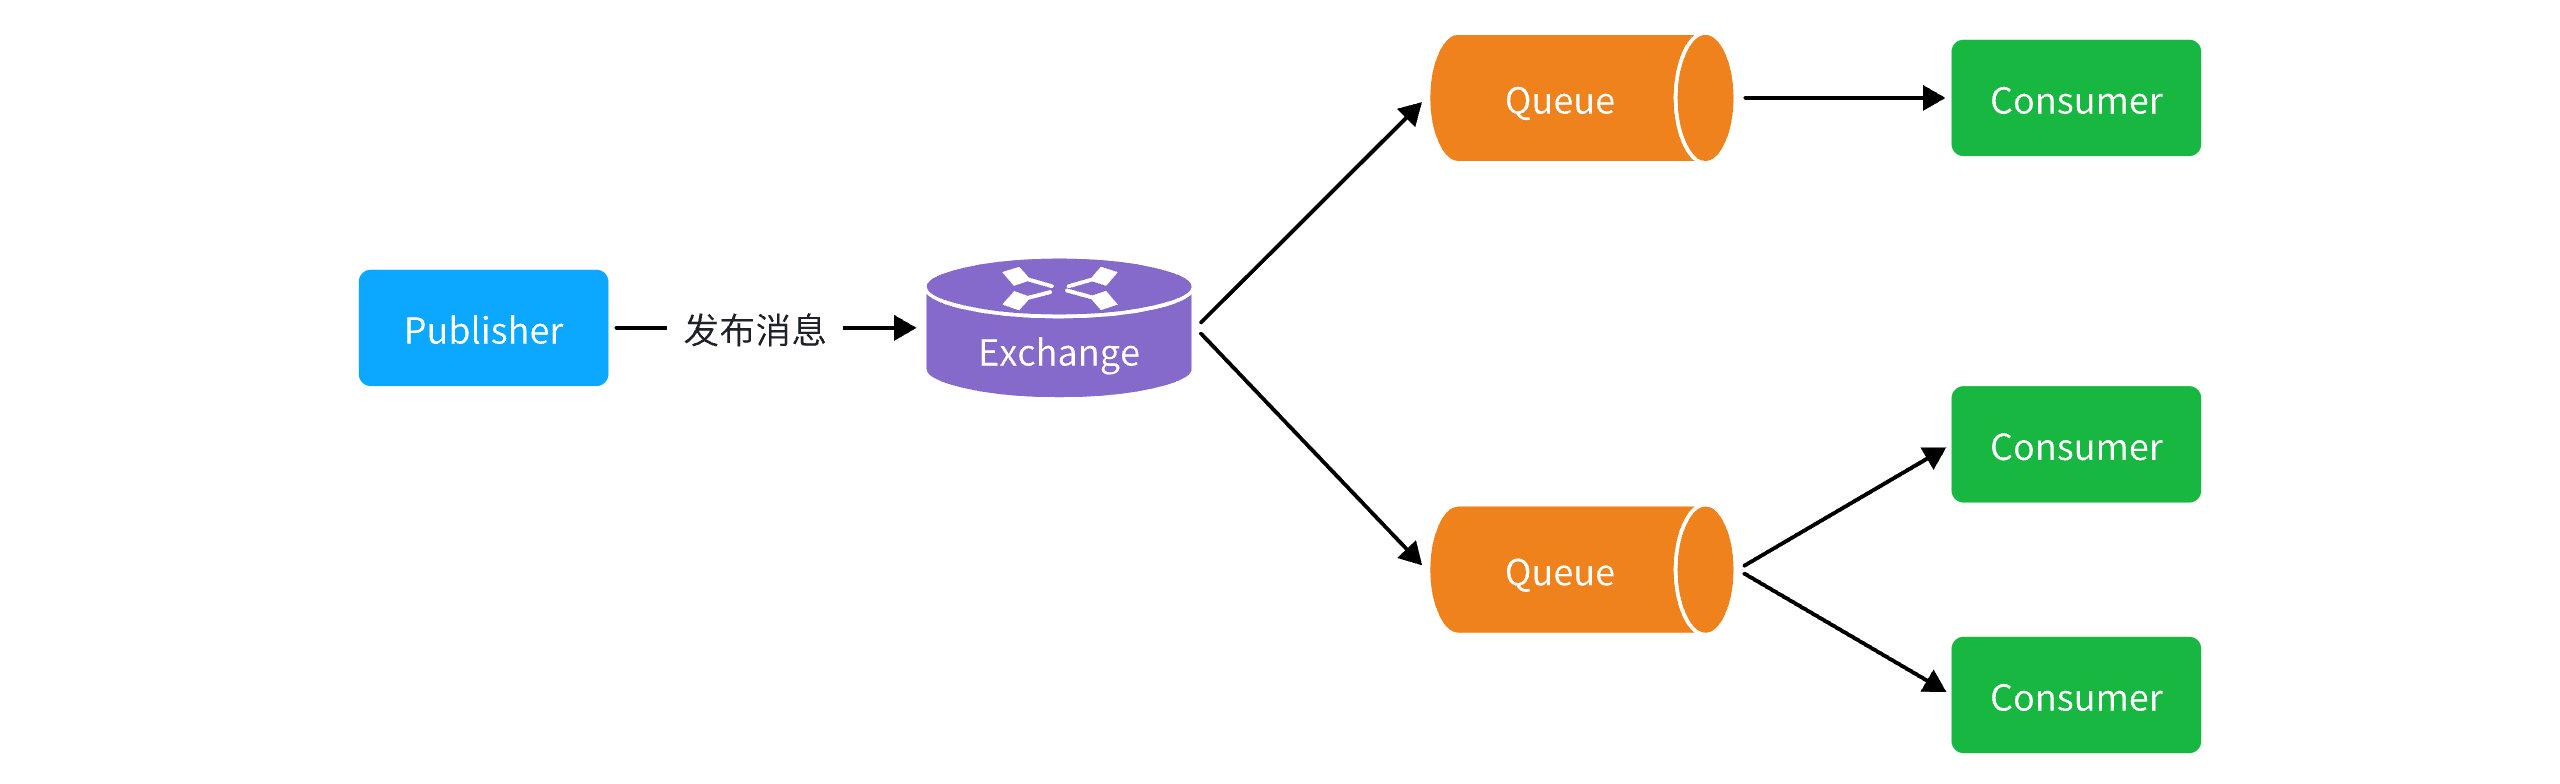 Publisher
发布消息
Exchange
Queue
Consumer
Queue
Consumer
Consumer